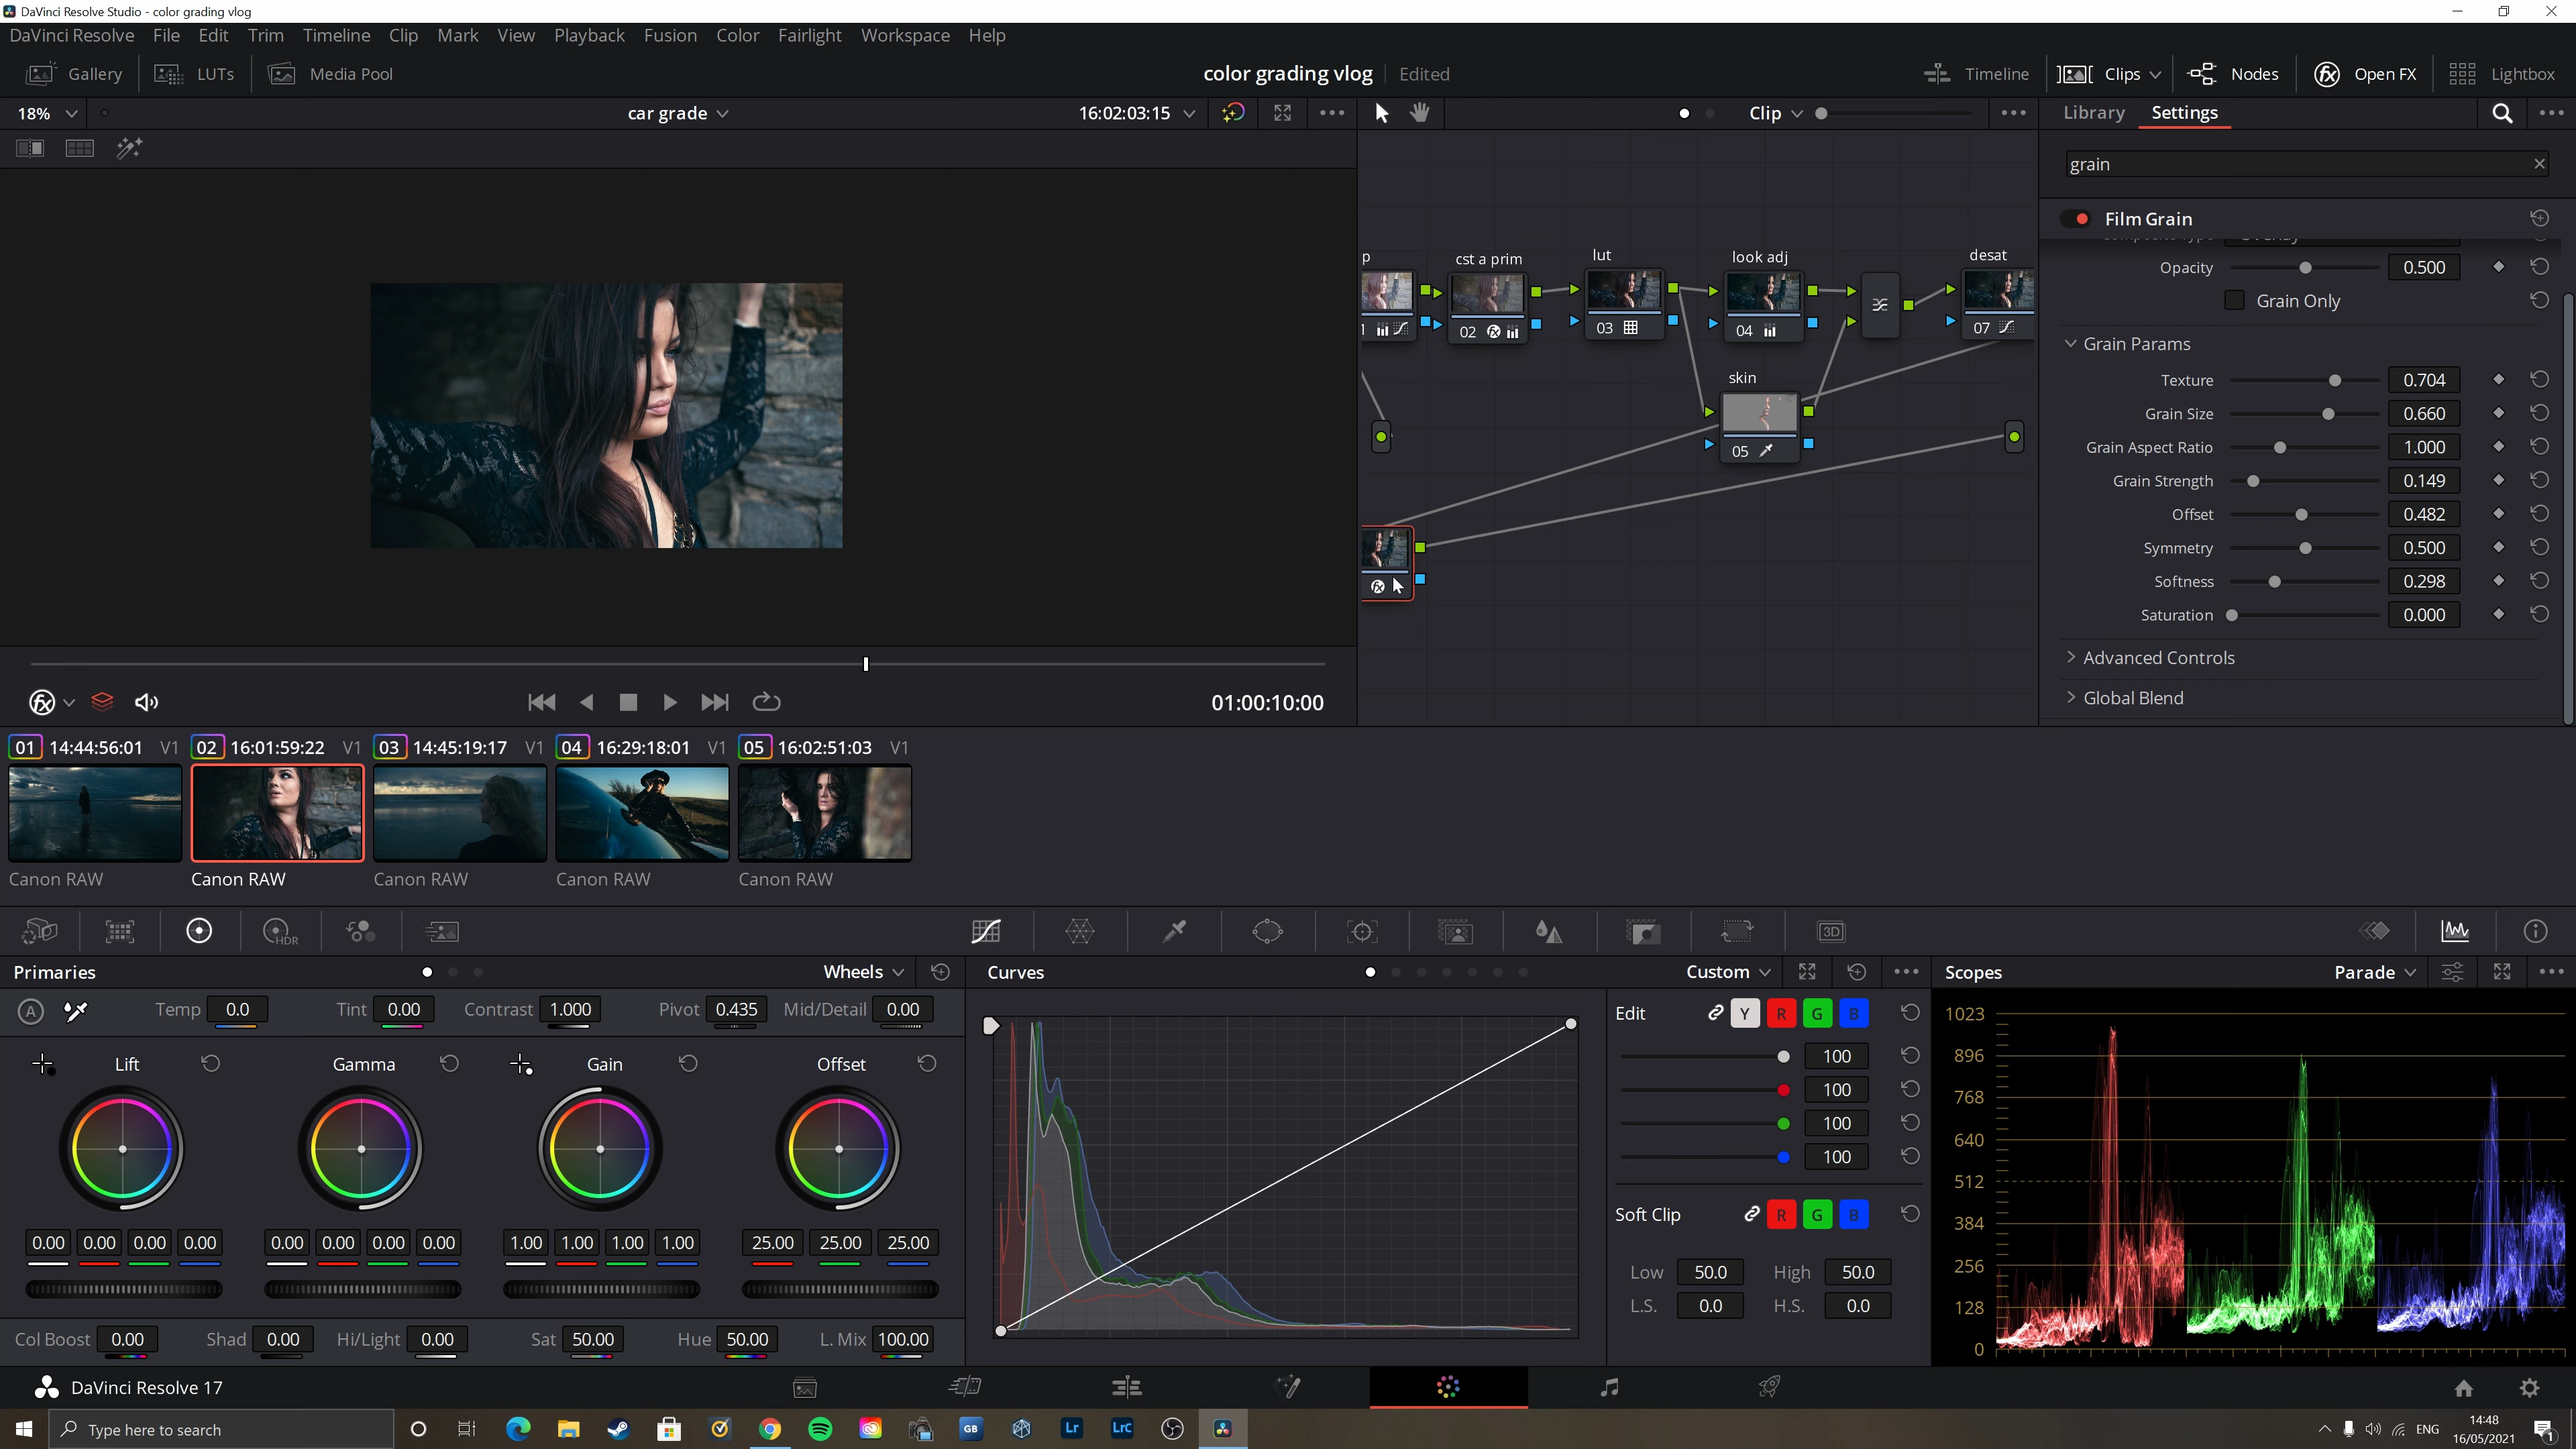 DaVinci Resolve Studio - color grading vlog
DaVinci Resolve File Edit Trim Timeline Clip Mark View Playback Fusion Color Fairlight Workspace Help
Gallery LUTs Media Pool color grading vlog Edited Timeline Clips Nodes Open FX Lightbox
18% car grade 16:02:03:15 Clip Library Settings
grain
Film Grain
Opacity 0.500
Grain Only
Grain Params
Texture 0.704
Grain Size 0.660
Grain Aspect Ratio 1.000
Grain Strength 0.149
Offset 0.482
Symmetry 0.500
Softness 0.298
Saturation 0.000
Advanced Controls
Global Blend
p cst a prim lut look adj desat
1 02 03 04 07
skin
05
01:00:10:00
01 14:44:56:01 V1 02 16:01:59:22 V1 03 14:45:19:17 V1 04 16:29:18:01 V1 05 16:02:51:03 V1
Canon RAW Canon RAW Canon RAW Canon RAW Canon RAW
HDR 3D
Primaries Wheels
A Temp 0.0 Tint 0.00 Contrast 1.000 Pivot 0.435 Mid/Detail 0.00
Lift Gamma Gain Offset
0.00 0.00 0.00 0.00 0.00 0.00 0.00 0.00 1.00 1.00 1.00 1.00 25.00 25.00 25.00
Col Boost 0.00 Shad 0.00 Hi/Light 0.00 Sat 50.00 Hue 50.00 L. Mix 100.00
Curves Custom
Edit Y R G B
100
100
100
100
Soft Clip R G B
Low 50.0 High 50.0
L.S. 0.0 H.S. 0.0
Scopes Parade
1023
896
768
640
512
384
256
128
0
DaVinci Resolve 17
Type here to search GB Lr LrC ENG 14:48
16/05/2021
1